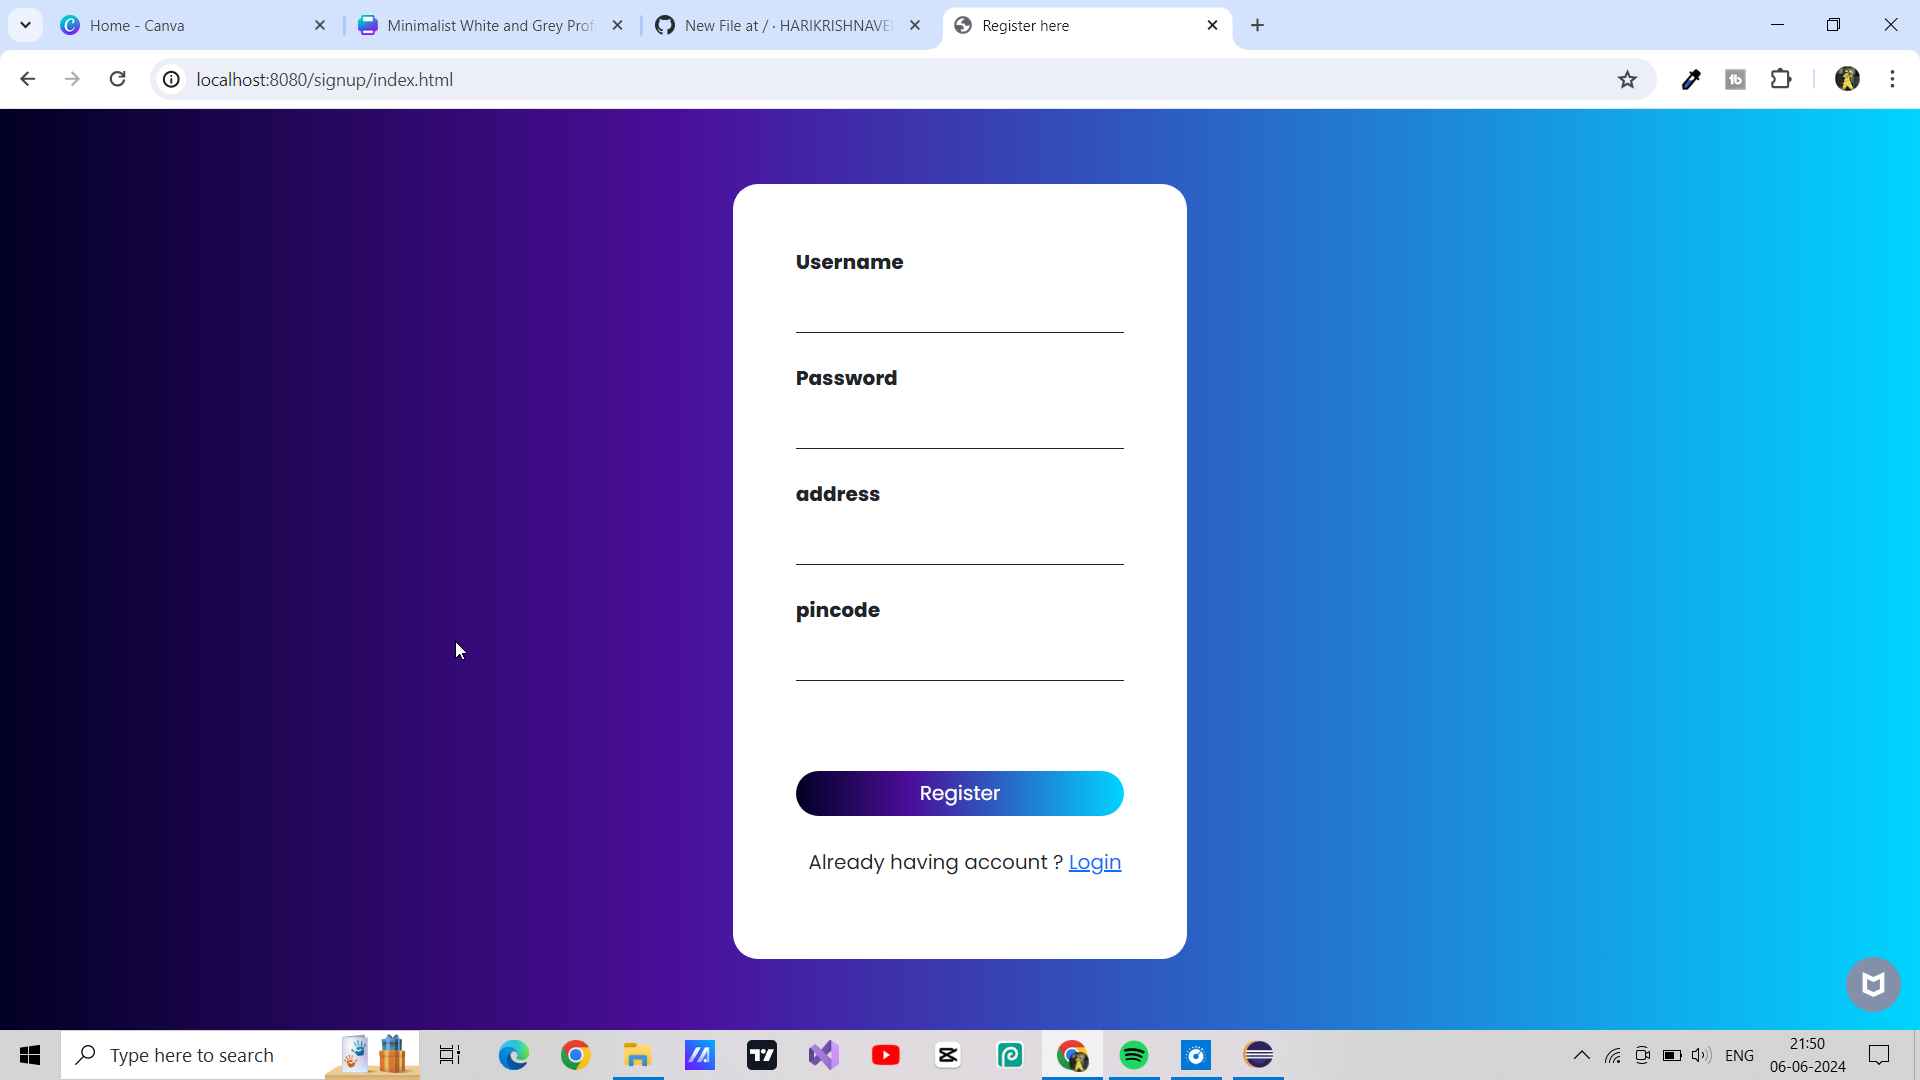 Home - Canva
Minimalist White and Grey Prof
New File at / · HARIKRISHNAVE
Register here
localhost:8080/signup/index.html
Username
Password
address
pincode
Register
Already having account ? Login
Type here to search
ENG
21:50
06-06-2024